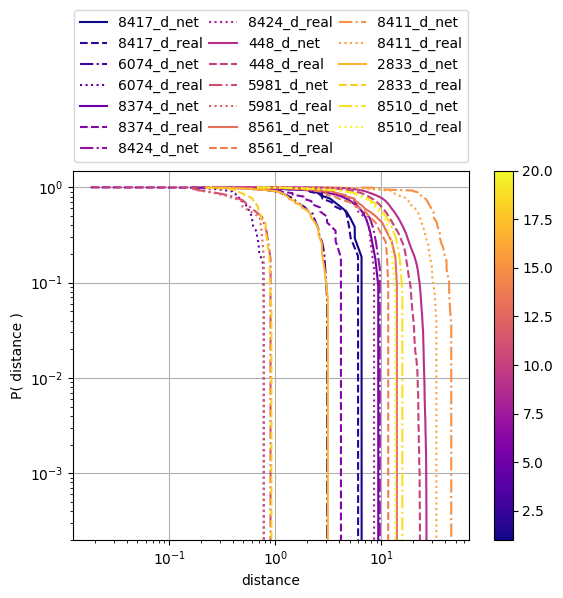 8417_d_net 8424_d_real 8411_d_net
8417_d_real 448_d_net 8411_d_real
6074_d_net 448_d_real 2833_d_net
6074_d_real 5981_d_net 2833_d_real
8374_d_net 5981_d_real 8510_d_net
8374_d_real 8561_d_net 8510_d_real
8424_d_net 8561_d_real
10⁰
10⁻¹
10⁻²
10⁻³
P( distance )
10⁻¹ 10⁰ 10¹
distance
20.0
17.5
15.0
12.5
10.0
7.5
5.0
2.5